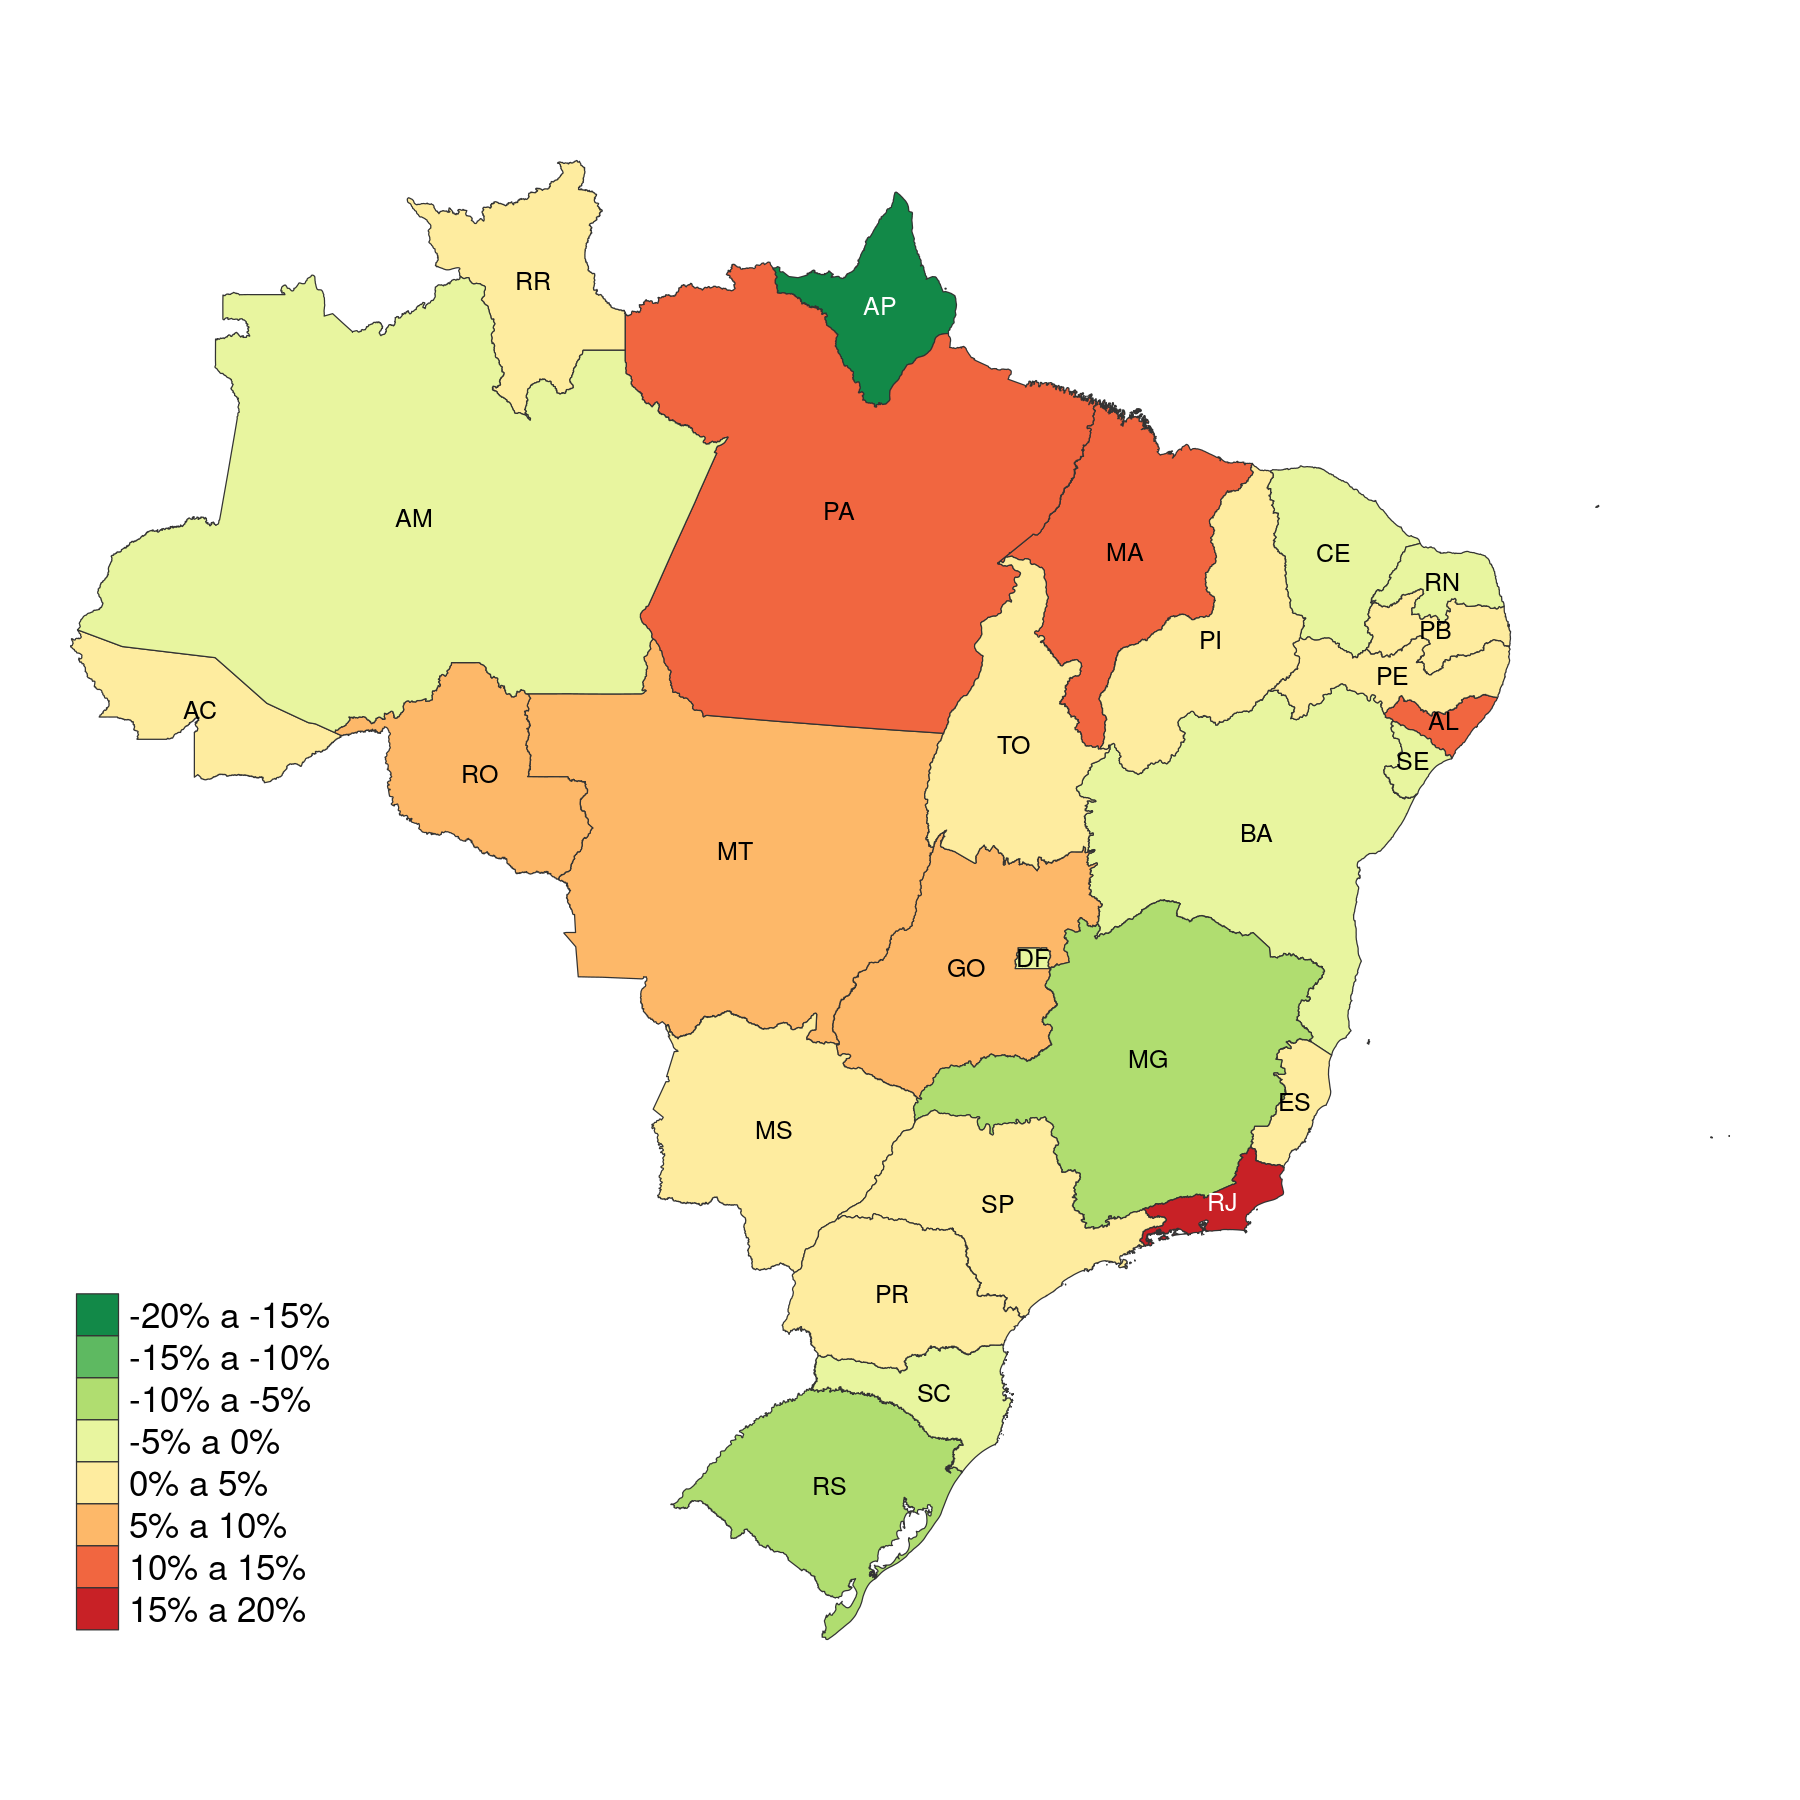 RR
AP
AM
PA
MA
CE
RN
PB
PI
PE
AC
AL
TO
SE
RO
BA
MT
DF
GO
MG
ES
MS
RJ
SP
PR
SC
RS
-20% a -15%
-15% a -10%
-10% a -5%
-5% a 0%
0% a 5%
5% a 10%
10% a 15%
15% a 20%